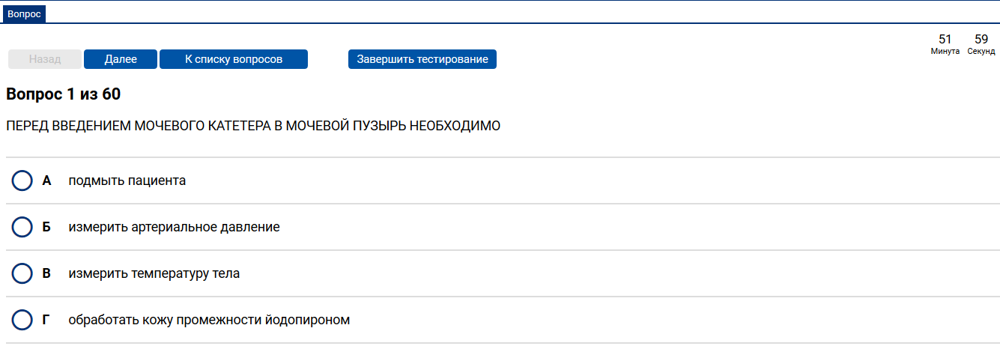 Вопрос
51 59
Минута Секунд
Назад Далее К списку вопросов Завершить тестирование
Вопрос 1 из 60
ПЕРЕД ВВЕДЕНИЕМ МОЧЕВОГО КАТЕТЕРА В МОЧЕВОЙ ПУЗЫРЬ НЕОБХОДИМО
А подмыть пациента
Б измерить артериальное давление
В измерить температуру тела
Г обработать кожу промежности йодопироном